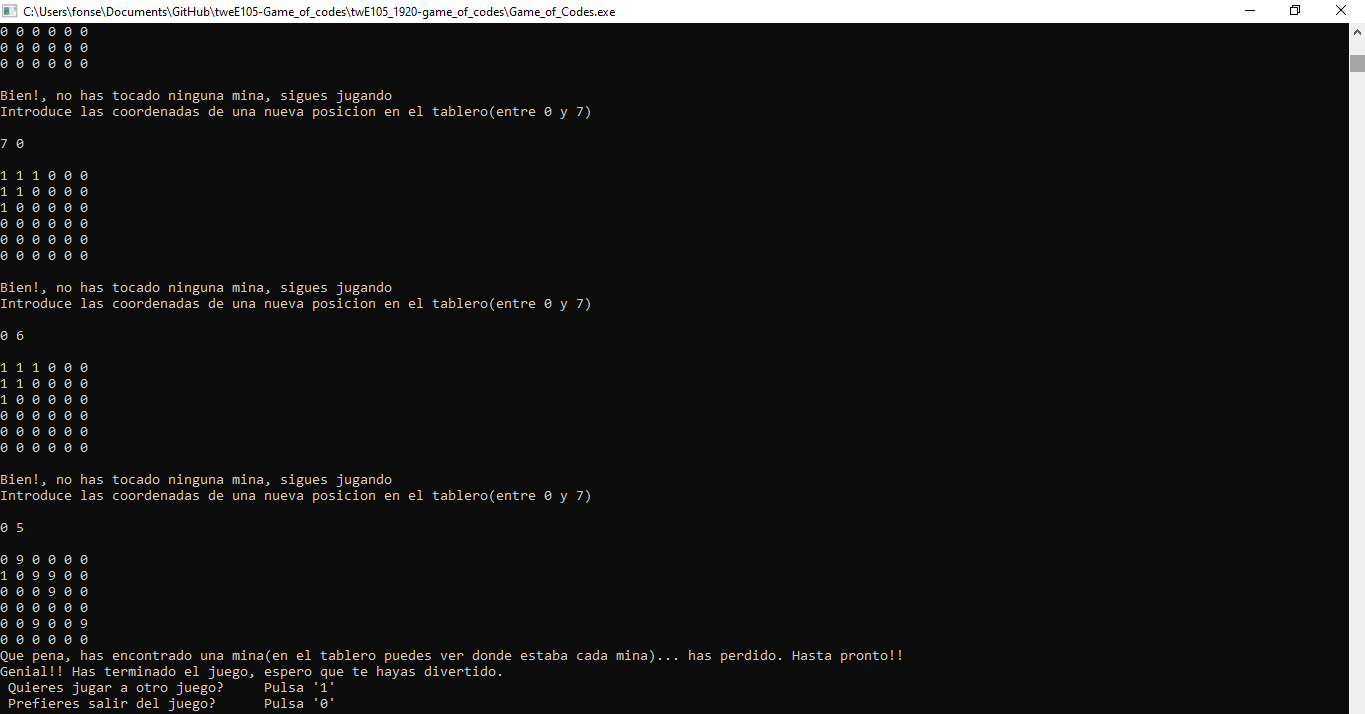 C:\Users\fonse\Documents\GitHub\tweE105-Game_of_codes\twE105_1920-game_of_codes\Game_of_Codes.exe
0 0 0 0 0 0
0 0 0 0 0 0
0 0 0 0 0 0
Bien!, no has tocado ninguna mina, sigues jugando
Introduce las coordenadas de una nueva posicion en el tablero(entre 0 y 7)
7 0
1 1 1 0 0 0
1 1 0 0 0 0
1 0 0 0 0 0
0 0 0 0 0 0
0 0 0 0 0 0
0 0 0 0 0 0
Bien!, no has tocado ninguna mina, sigues jugando
Introduce las coordenadas de una nueva posicion en el tablero(entre 0 y 7)
0 6
1 1 1 0 0 0
1 1 0 0 0 0
1 0 0 0 0 0
0 0 0 0 0 0
0 0 0 0 0 0
0 0 0 0 0 0
Bien!, no has tocado ninguna mina, sigues jugando
Introduce las coordenadas de una nueva posicion en el tablero(entre 0 y 7)
0 5
0 9 0 0 0 0
1 0 9 9 0 0
0 0 0 9 0 0
0 0 0 0 0 0
0 0 9 0 0 9
0 0 0 0 0 0
Que pena, has encontrado una mina(en el tablero puedes ver donde estaba cada mina)... has perdido. Hasta pronto!!
Genial!! Has terminado el juego, espero que te hayas divertido.
Quieres jugar a otro juego? Pulsa '1'
Prefieres salir del juego? Pulsa '0'